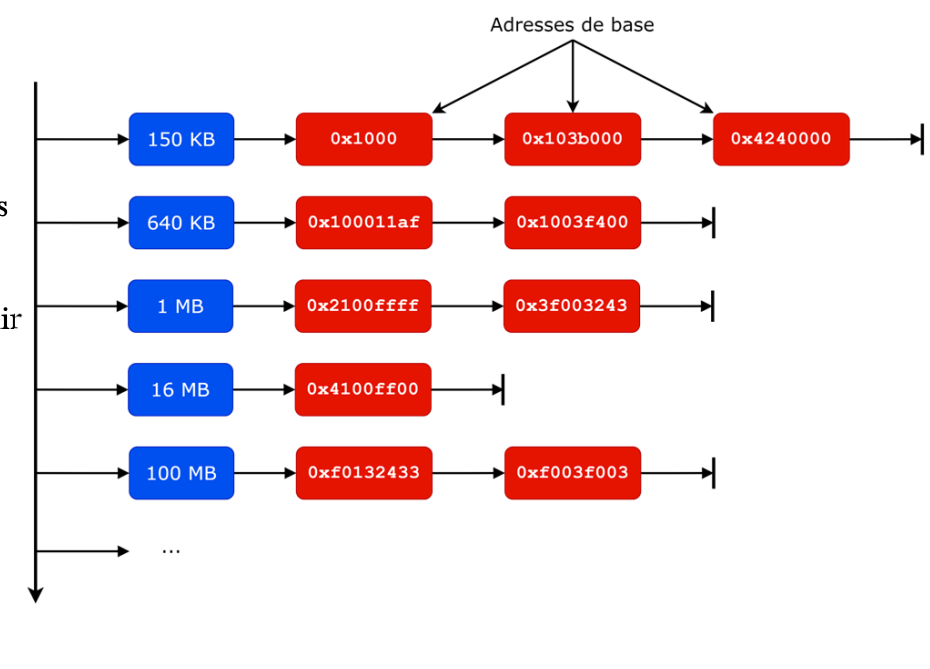 Adresses de base
150 KB 0x1000 0x103b000 0x4240000
s
640 KB 0x100011af 0x1003f400
1 MB 0x2100ffff 0x3f003243
ir
16 MB 0x4100ff00
100 MB 0xf0132433 0xf003f003
...